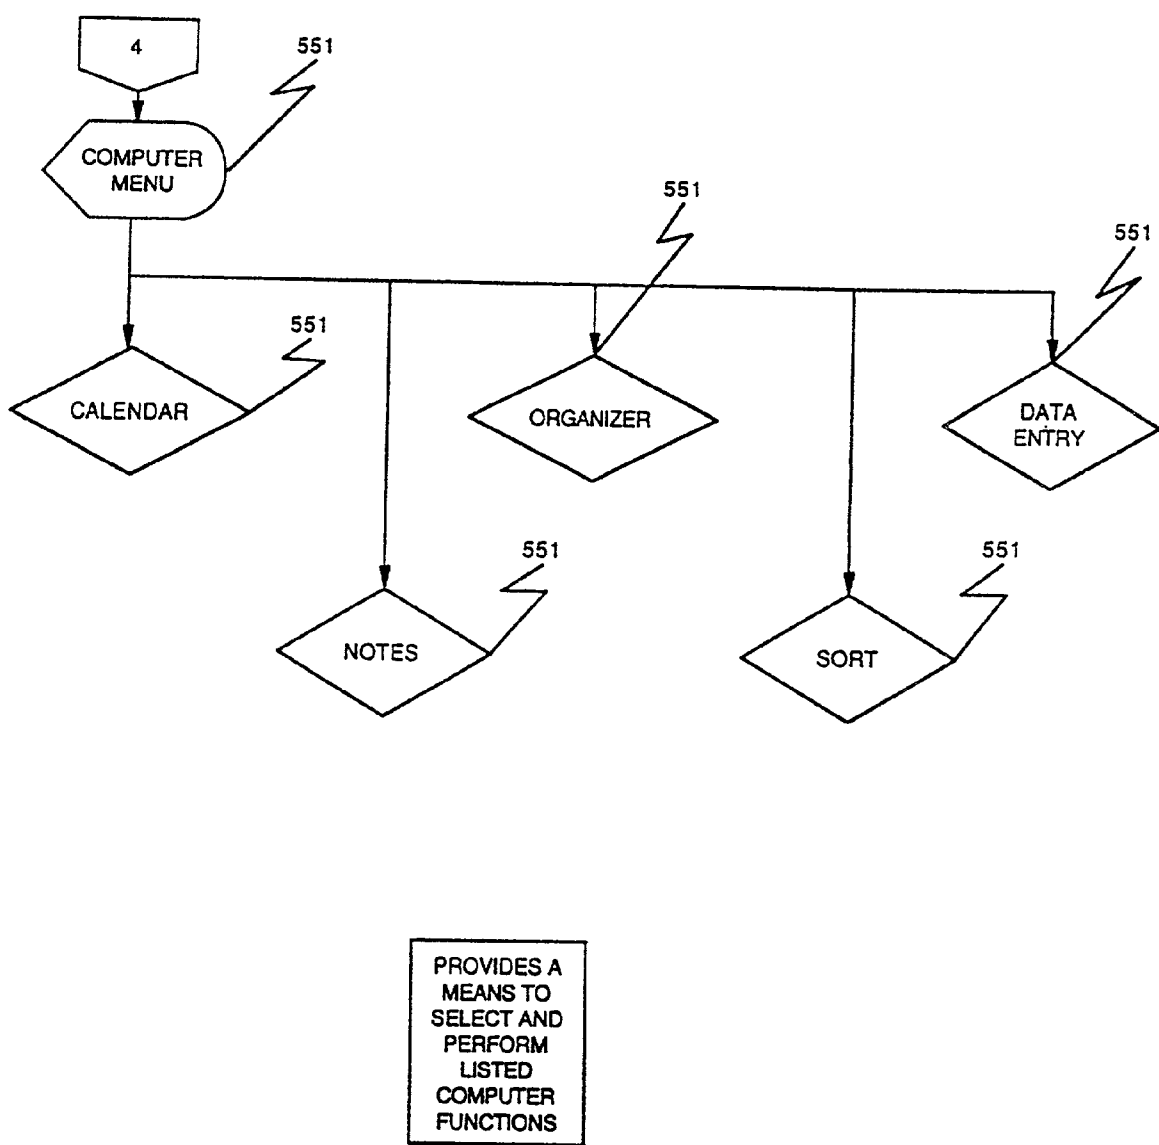 4
551
COMPUTER
MENU
551
551
551
CALENDAR
ORGANIZER
DATA
ENTRY
551
551
NOTES
SORT
PROVIDES A
MEANS TO
SELECT AND
PERFORM
LISTED
COMPUTER
FUNCTIONS